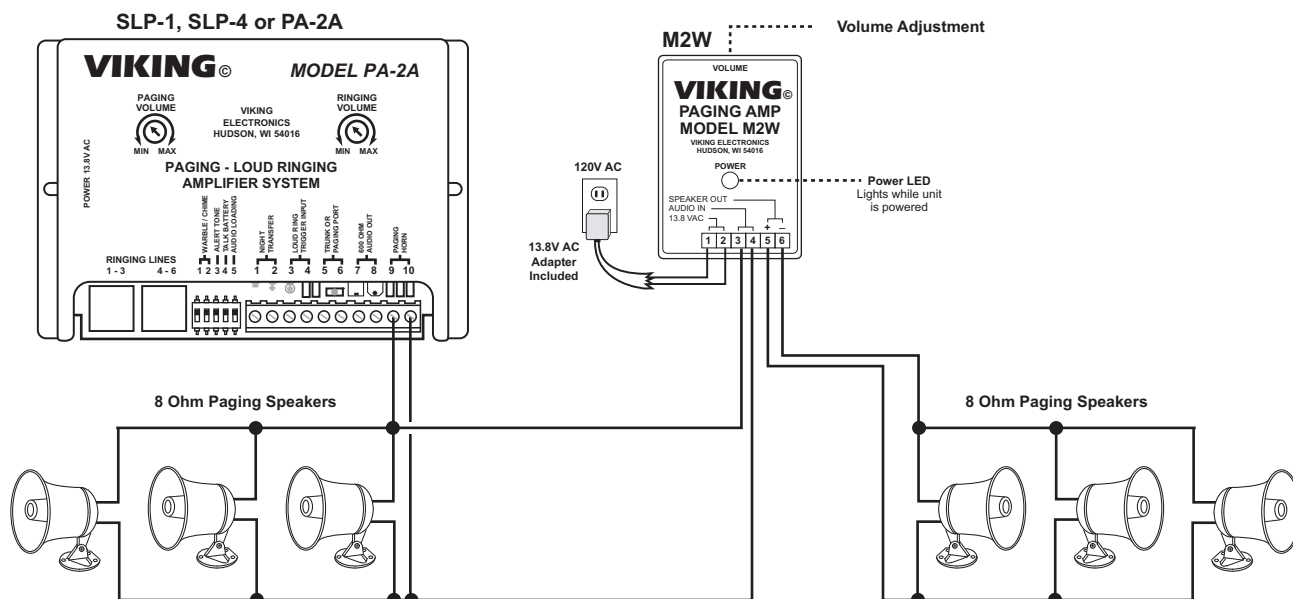 SLP-1, SLP-4 or PA-2A
VIKING©
MODEL PA-2A
PAGING
VOLUME
MIN MAX
VIKING
ELECTRONICS
HUDSON, WI 54016
RINGING
VOLUME
MIN MAX
POWER 13.8V AC
PAGING - LOUD RINGING
AMPLIFIER SYSTEM
WARBLE / CHIME
ALERT TONE
TALK BATTERY
AUDIO LOADING
NIGHT
TRANSFER
LOUD RING
TRIGGER INPUT
TRUNK OR
PAGING PORT
600 OHM
AUDIO OUT
PAGING
HORN
RINGING LINES
1 - 3 4 - 6
1 2 3 4 5
1 2 3 4 5 6 7 8 9 10
M2W
Volume Adjustment
VOLUME
VIKING©
PAGING AMP
MODEL M2W
VIKING ELECTRONICS
HUDSON, WI 54016
POWER
Power LED
Lights while unit
is powered
SPEAKER OUT
AUDIO IN
13.8 VAC
+ –
1 2 3 4 5 6
120V AC
13.8V AC
Adapter
Included
8 Ohm Paging Speakers
8 Ohm Paging Speakers